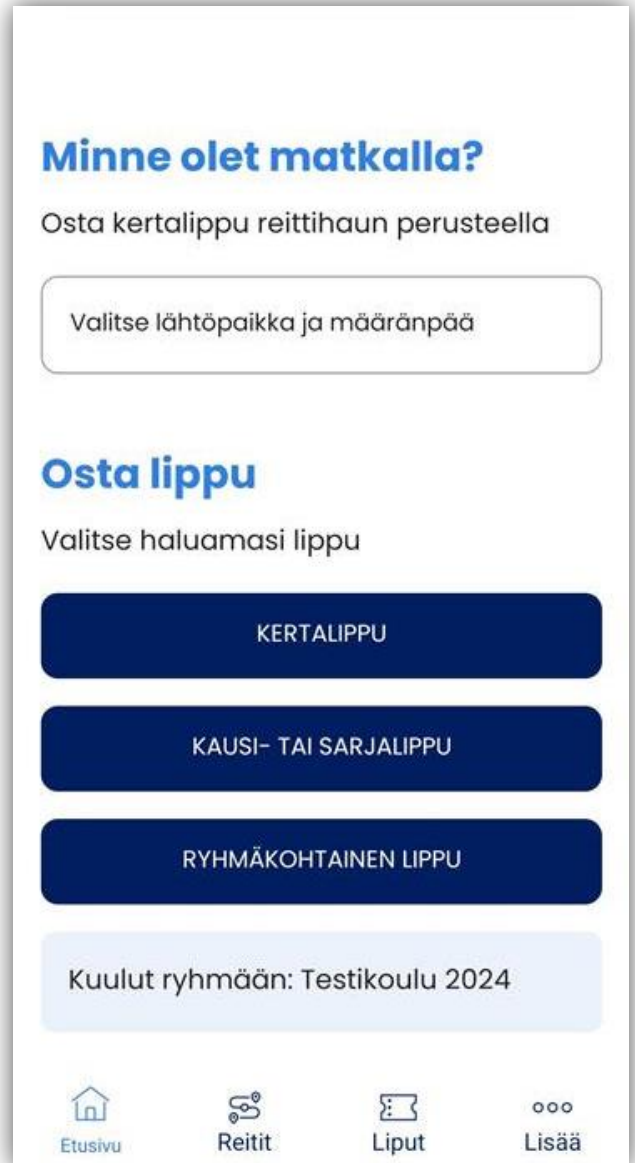 Minne olet matkalla?
Osta kertalippu reittihaun perusteella
Valitse lähtöpaikka ja määränpää
Osta lippu
Valitse haluamasi lippu
KERTALIPPU
KAUSI- TAI SARJALIPPU
RYHMÄKOHTAINEN LIPPU
Kuulut ryhmään: Testikoulu 2024
Etusivu Reitit Liput Lisää